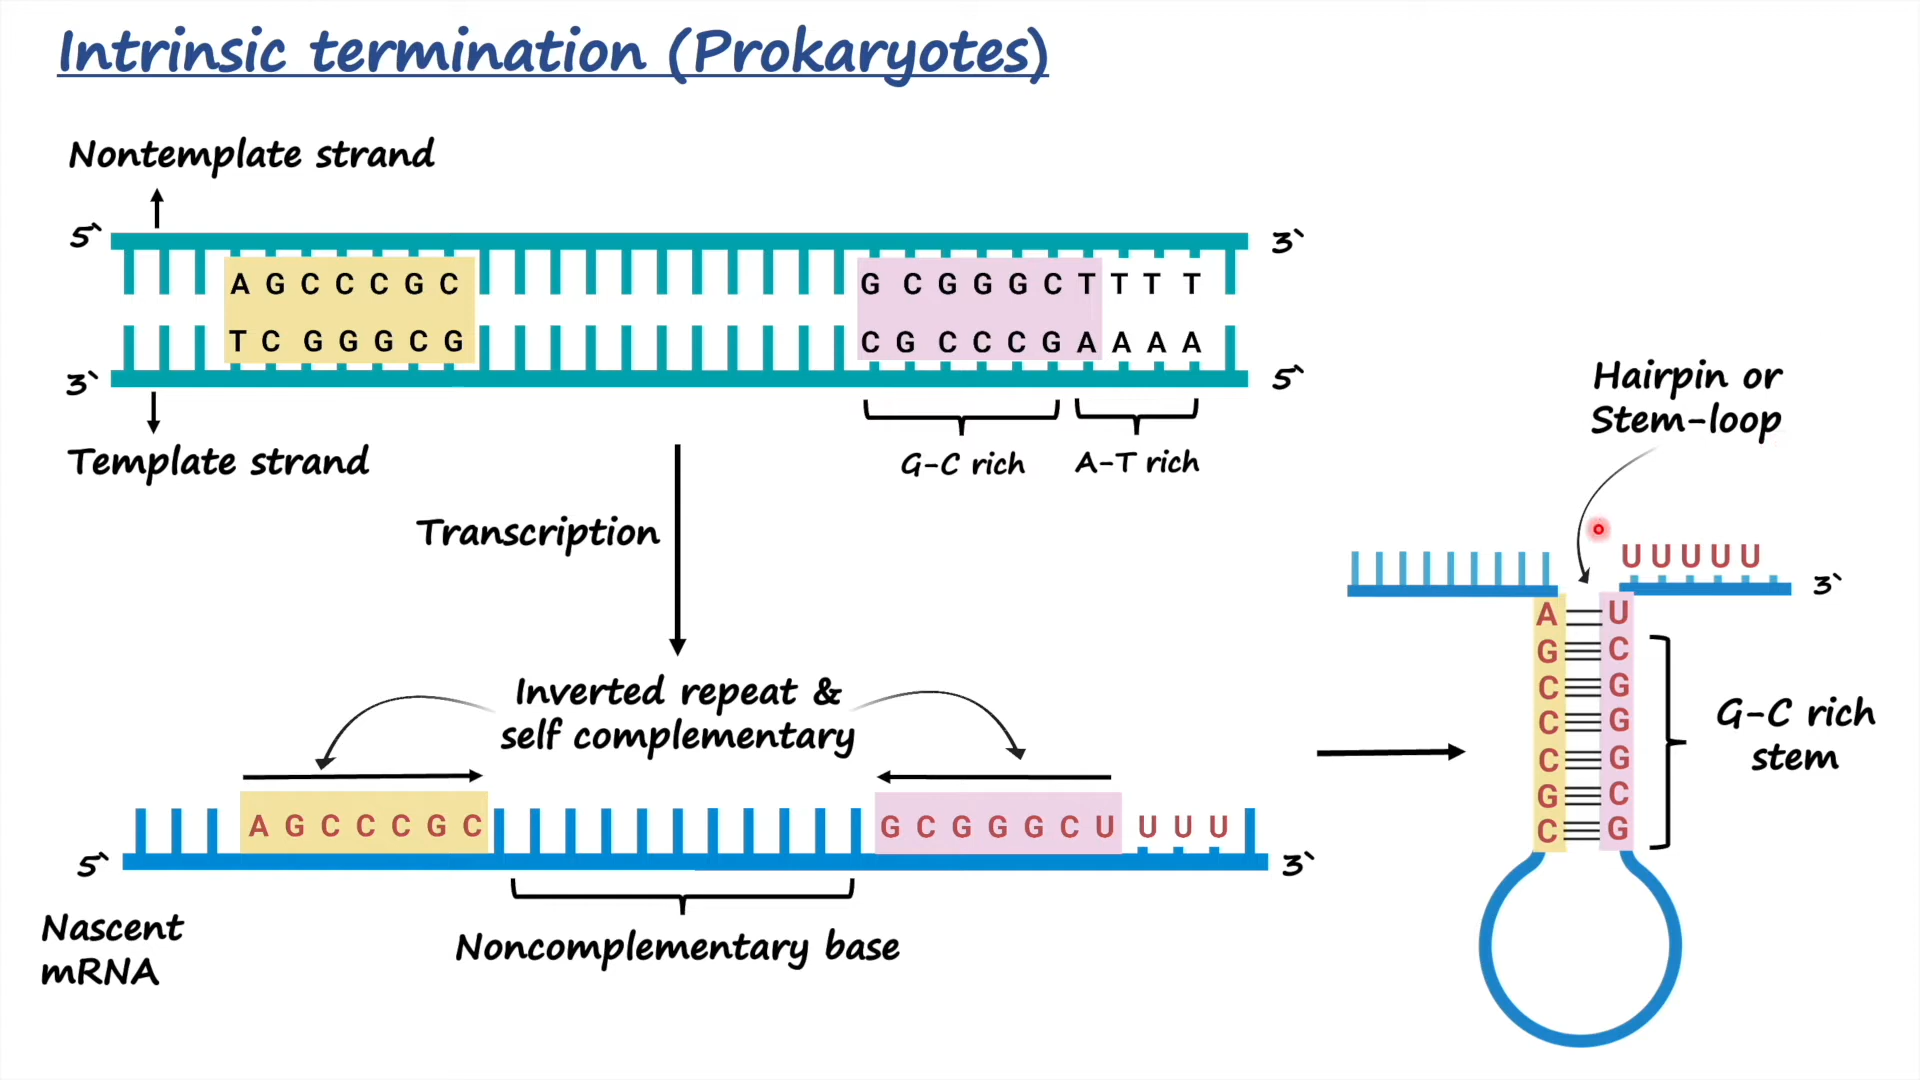 Intrinsic termination (Prokaryotes)
Nontemplate strand
5` 3`
A G C C C G C G C G G G C T T T T
T C G G G C G C G C C C G A A A A
3` 5`
Template strand
G-C rich A-T rich
Transcription
Inverted repeat &
self complementary
A G C C C G C G C G G G C U U U U
5` 3`
Nascent
mRNA
Noncomplementary base
Hairpin or
Stem-loop
U U U U U
3`
A U
G C
C G
C G
C G
G C
C G
G-C rich
stem